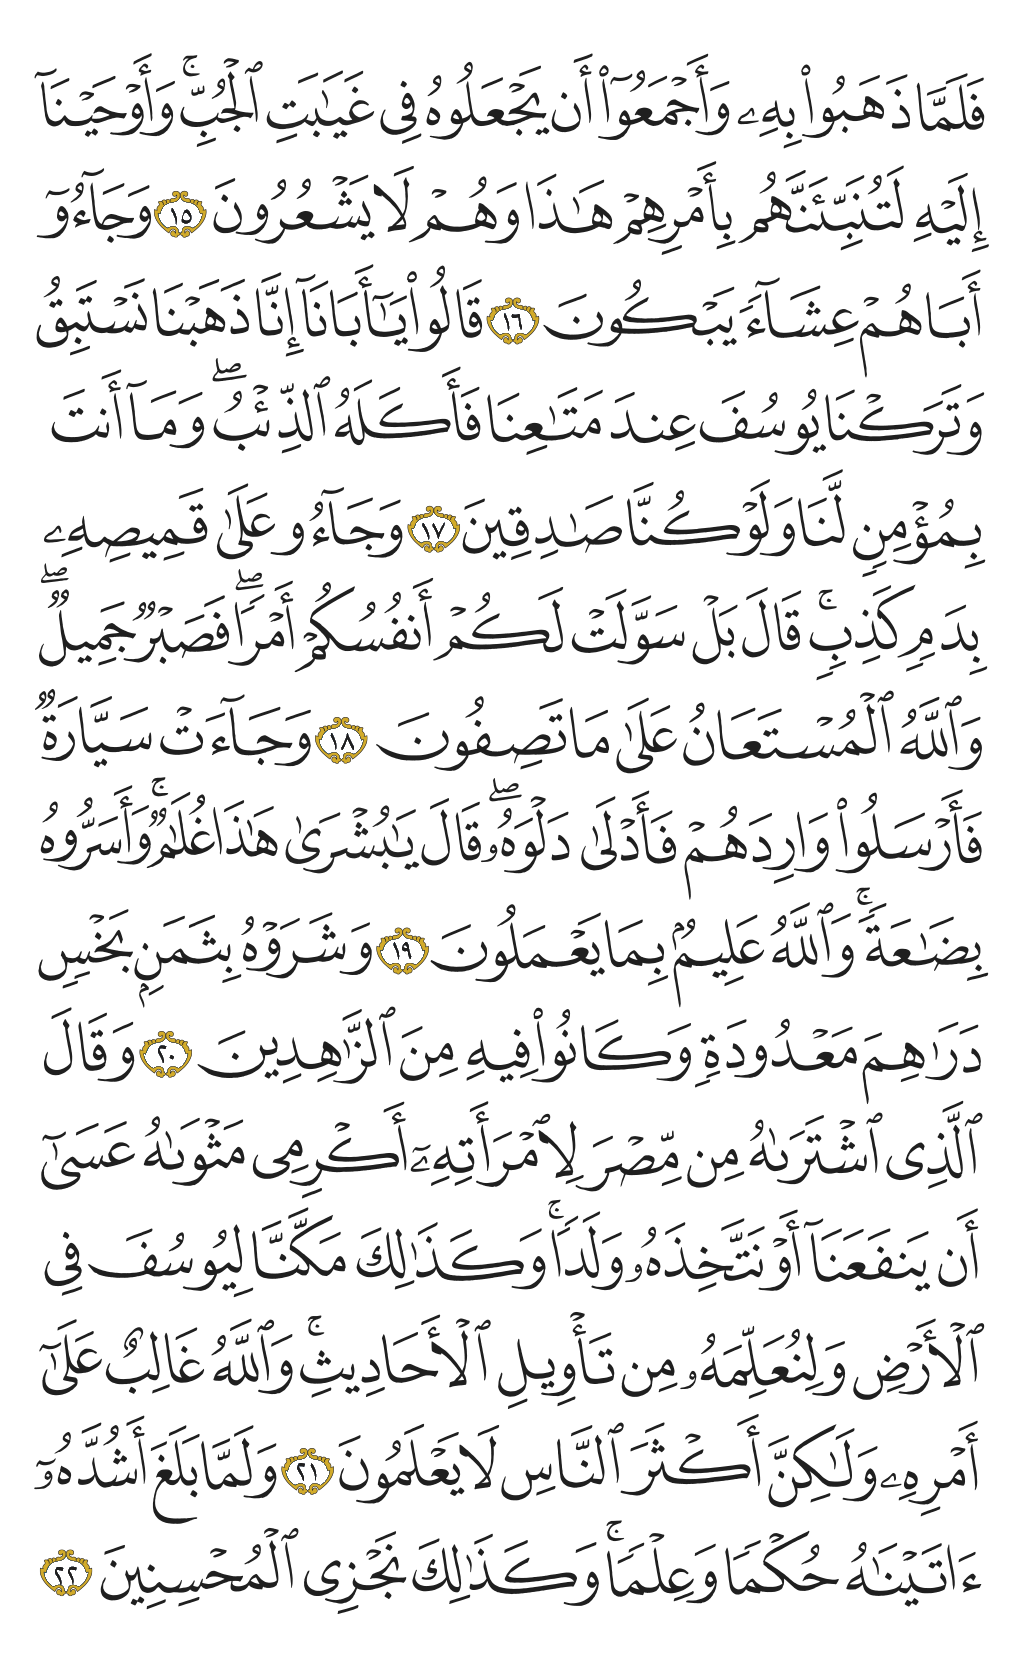 فَلَمَّا ذَهَبُوا۟ بِهِۦ وَأَجْمَعُوٓا۟ أَن يَجْعَلُوهُ فِى غَيَـٰبَتِ ٱلْجُبِّ ۚ وَأَوْحَيْنَآ
إِلَيْهِ لَتُنَبِّئَنَّهُم بِأَمْرِهِمْ هَـٰذَا وَهُمْ لَا يَشْعُرُونَ ١٥ وَجَآءُوٓ
أَبَاهُمْ عِشَآءً يَبْكُونَ ١٦ قَالُوا۟ يَـٰٓأَبَانَآ إِنَّا ذَهَبْنَا نَسْتَبِقُ
وَتَرَكْنَا يُوسُفَ عِندَ مَتَـٰعِنَا فَأَكَلَهُ ٱلذِّئْبُ ۖ وَمَآ أَنتَ
بِمُؤْمِنٍ لَّنَا وَلَوْ كُنَّا صَـٰدِقِينَ ١٧ وَجَآءُو عَلَىٰ قَمِيصِهِۦ
بِدَمٍ كَذِبٍ ۚ قَالَ بَلْ سَوَّلَتْ لَكُمْ أَنفُسُكُمْ أَمْرًا ۖ فَصَبْرٌ جَمِيلٌ ۖ
وَٱللَّهُ ٱلْمُسْتَعَانُ عَلَىٰ مَا تَصِفُونَ ١٨ وَجَآءَتْ سَيَّارَةٌ
فَأَرْسَلُوا۟ وَارِدَهُمْ فَأَدْلَىٰ دَلْوَهُۥ ۖ قَالَ يَـٰبُشْرَىٰ هَـٰذَا غُلَـٰمٌ ۚ وَأَسَرُّوهُ
بِضَـٰعَةً ۚ وَٱللَّهُ عَلِيمٌۢ بِمَا يَعْمَلُونَ ١٩ وَشَرَوْهُ بِثَمَنٍۭ بَخْسٍ
دَرَٰهِمَ مَعْدُودَةٍ وَكَانُوا۟ فِيهِ مِنَ ٱلزَّٰهِدِينَ ٢٠ وَقَالَ
ٱلَّذِى ٱشْتَرَىٰهُ مِن مِّصْرَ لِٱمْرَأَتِهِۦٓ أَكْرِمِى مَثْوَىٰهُ عَسَىٰٓ
أَن يَنفَعَنَآ أَوْ نَتَّخِذَهُۥ وَلَدًا ۚ وَكَذَٰلِكَ مَكَّنَّا لِيُوسُفَ فِى
ٱلْأَرْضِ وَلِنُعَلِّمَهُۥ مِن تَأْوِيلِ ٱلْأَحَادِيثِ ۚ وَٱللَّهُ غَالِبٌ عَلَىٰٓ
أَمْرِهِۦ وَلَـٰكِنَّ أَكْثَرَ ٱلنَّاسِ لَا يَعْلَمُونَ ٢١ وَلَمَّا بَلَغَ أَشُدَّهُۥٓ
ءَاتَيْنَـٰهُ حُكْمًا وَعِلْمًا ۚ وَكَذَٰلِكَ نَجْزِى ٱلْمُحْسِنِينَ ٢٢